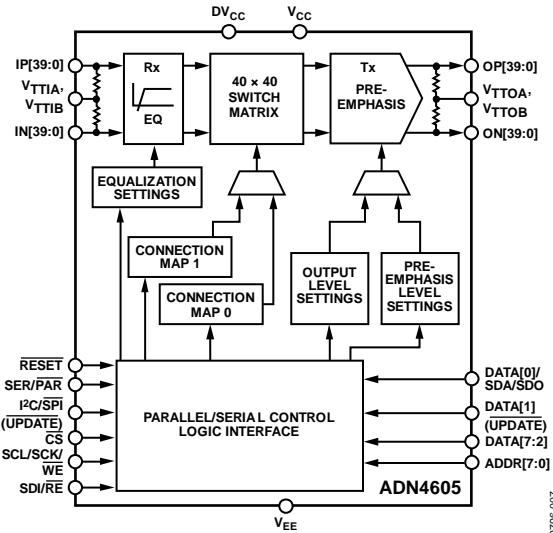 DVCC
VCC
IP[39:0]
VTTIA,
VTTIB
IN[39:0]
Rx
EQ
40 × 40
SWITCH
MATRIX
Tx
PRE-
EMPHASIS
OP[39:0]
VTTOA,
VTTOB
ON[39:0]
EQUALIZATION
SETTINGS
CONNECTION
MAP 1
CONNECTION
MAP 0
OUTPUT
LEVEL
SETTINGS
PRE-
EMPHASIS
LEVEL
SETTINGS
RESET
SER/PAR
I²C/SPI
(UPDATE)
CS
SCL/SCK/
WE
SDI/RE
PARALLEL/SERIAL CONTROL
LOGIC INTERFACE
DATA[0]/
SDA/SDO
DATA[1]
(UPDATE)
DATA[7:2]
ADDR[7:0]
ADN4605
VEE